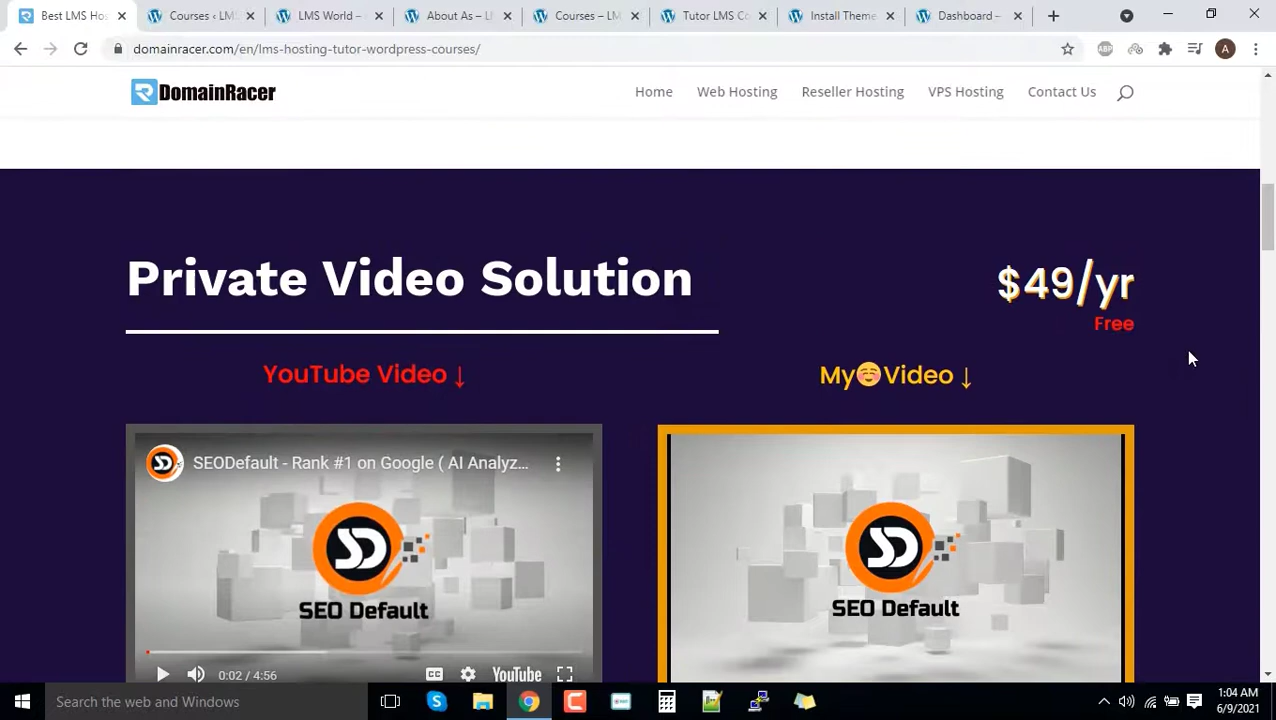 Best LMS Ho
Courses ‹ LMS
LMS World –
About As – LM
Courses – LM
Tutor LMS Co
Install Theme
Dashboard –
domainracer.com/en/lms-hosting-tutor-wordpress-courses/
ABP
A
DomainRacer
Home
Web Hosting
Reseller Hosting
VPS Hosting
Contact Us
Private Video Solution
$49/yr
Free
YouTube Video ↓
My😊Video ↓
SEODefault - Rank #1 on Google ( AI Analyz...
SEO Default
SEO Default
0:02 / 4:56
CC
YouTube
Search the web and Windows
1:04 AM
6/9/2021